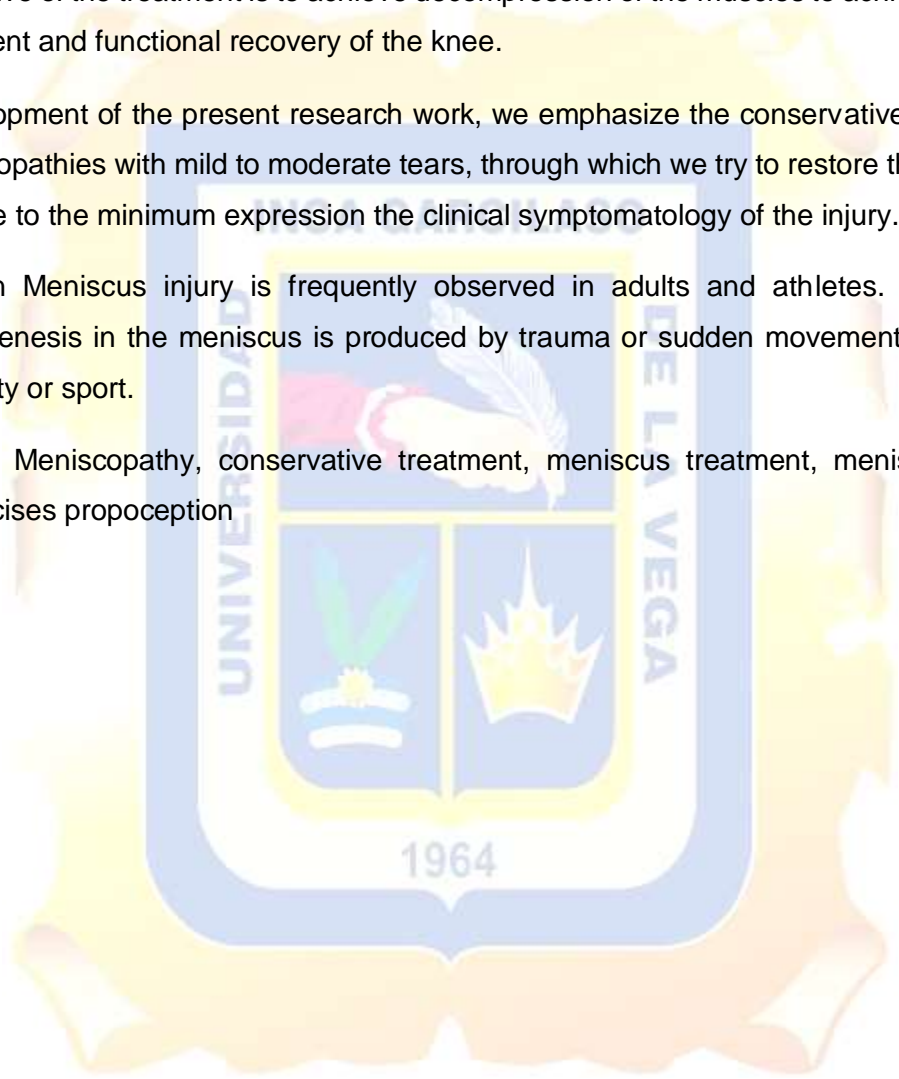 ent and functional recovery of the knee.
opment of the present research work, we emphasize the conservative
opathies with mild to moderate tears, through which we try to restore
e to the minimum expression the clinical symptomatology of the injury.
INCA GARCILASO
Meniscus injury is frequently observed in adults and athletes.
enesis in the meniscus is produced by trauma or sudden movement
ty or sport.
Meniscopathy, conservative treatment, meniscus treatment, menis
cises propoception
UNIVERSIDAD
DE LA VEGA
1964